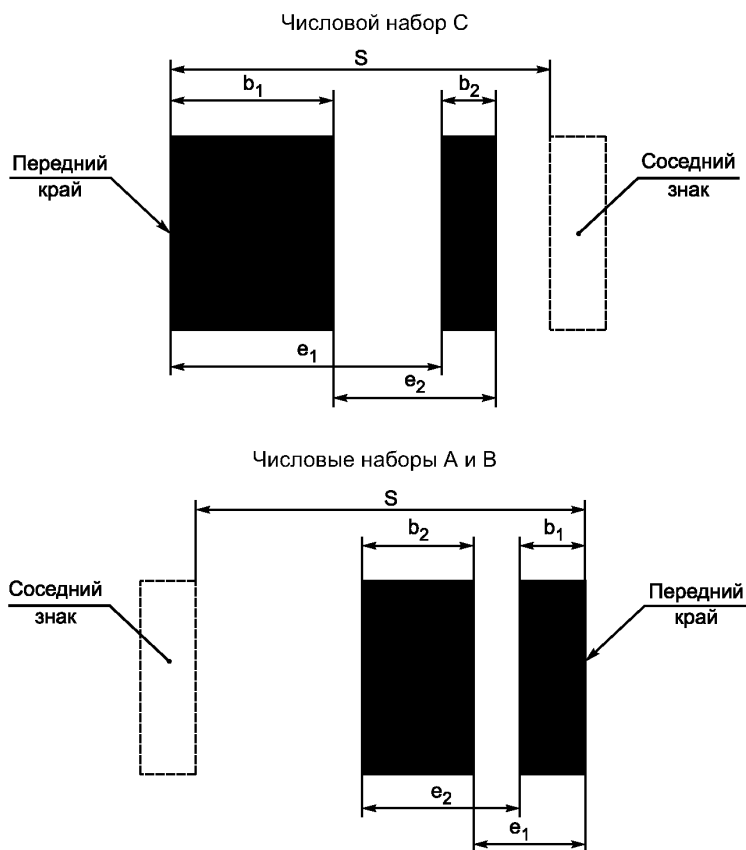 Числовой набор С
S
b1
b2
Передний
край
Соседний
знак
e1
e2
Числовые наборы А и В
S
b2
b1
Соседний
знак
Передний
край
e2
e1